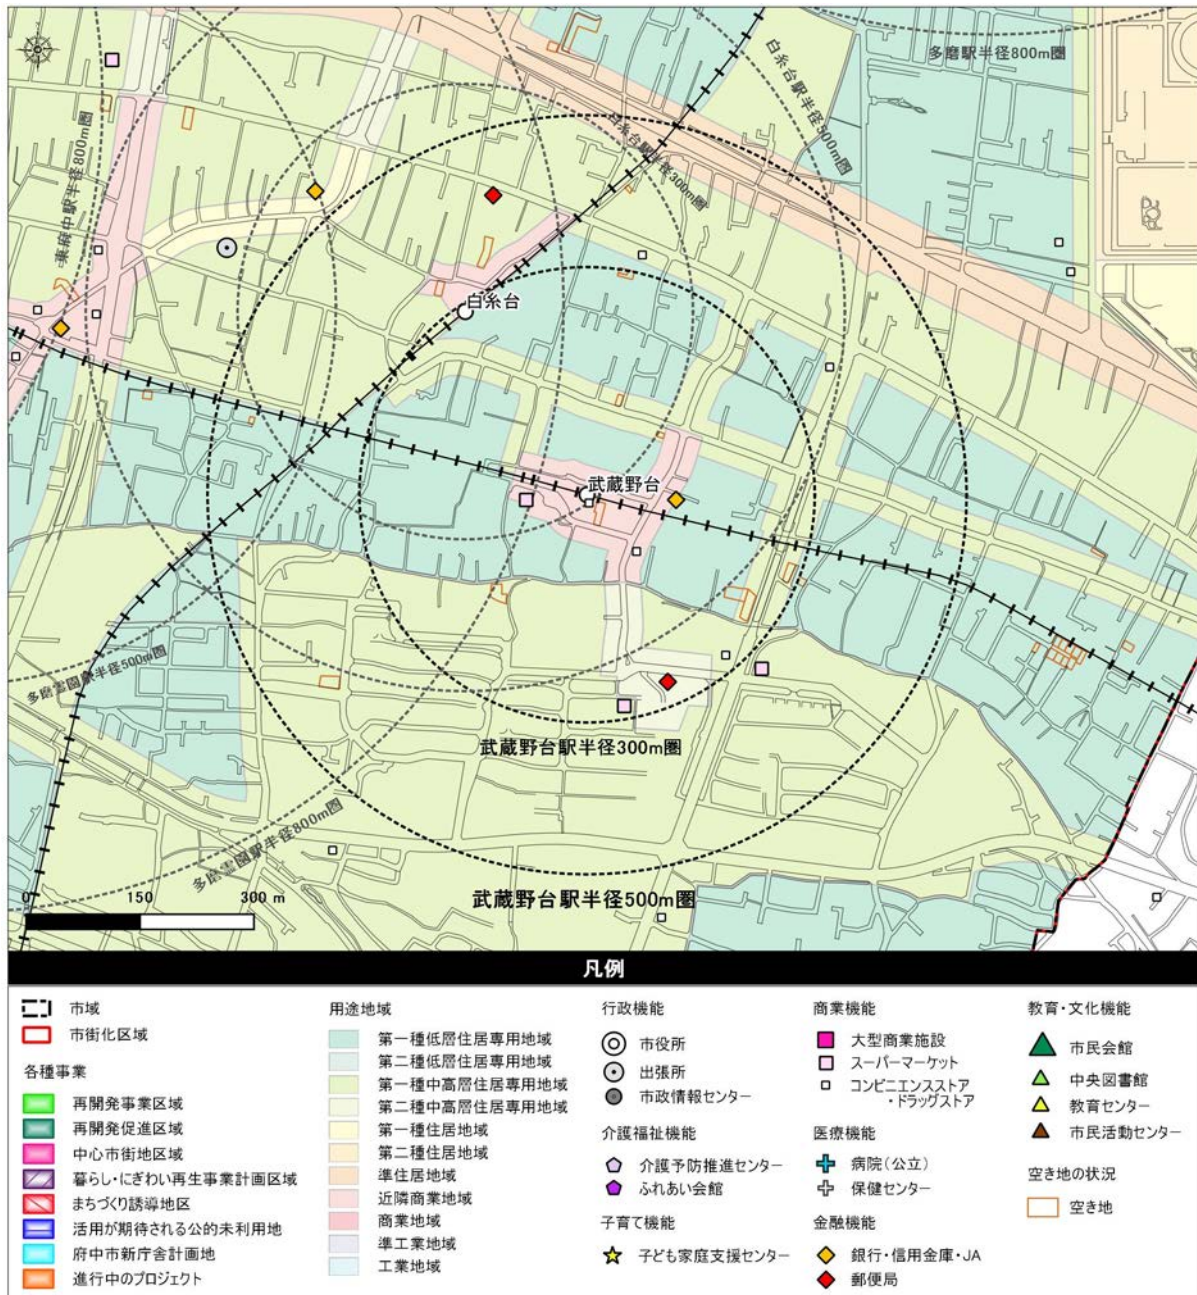 多磨駅半径800m圏
白糸台駅半径500m圏
白糸台駅半径300m圏
東府中駅半径800m圏
白糸台
武蔵野台
多磨霊園駅半径500m圏
武蔵野台駅半径300m圏
多磨霊園駅半径800m圏
武蔵野台駅半径500m圏
0 150 300 m
凡例
市域
市街化区域
各種事業
再開発事業区域
再開発促進区域
中心市街地区域
暮らし・にぎわい再生事業計画区域
まちづくり誘導地区
活用が期待される公的未利用地
府中市新庁舎計画地
進行中のプロジェクト
用途地域
第一種低層住居専用地域
第二種低層住居専用地域
第一種中高層住居専用地域
第二種中高層住居専用地域
第一種住居地域
第二種住居地域
準住居地域
近隣商業地域
商業地域
準工業地域
工業地域
行政機能
市役所
出張所
市政情報センター
介護福祉機能
介護予防推進センター
ふれあい会館
子育て機能
子ども家庭支援センター
商業機能
大型商業施設
スーパーマーケット
コンビニエンスストア
・ドラッグストア
医療機能
病院(公立)
保健センター
金融機能
銀行・信用金庫・JA
郵便局
教育・文化機能
市民会館
中央図書館
教育センター
市民活動センター
空き地の状況
空き地